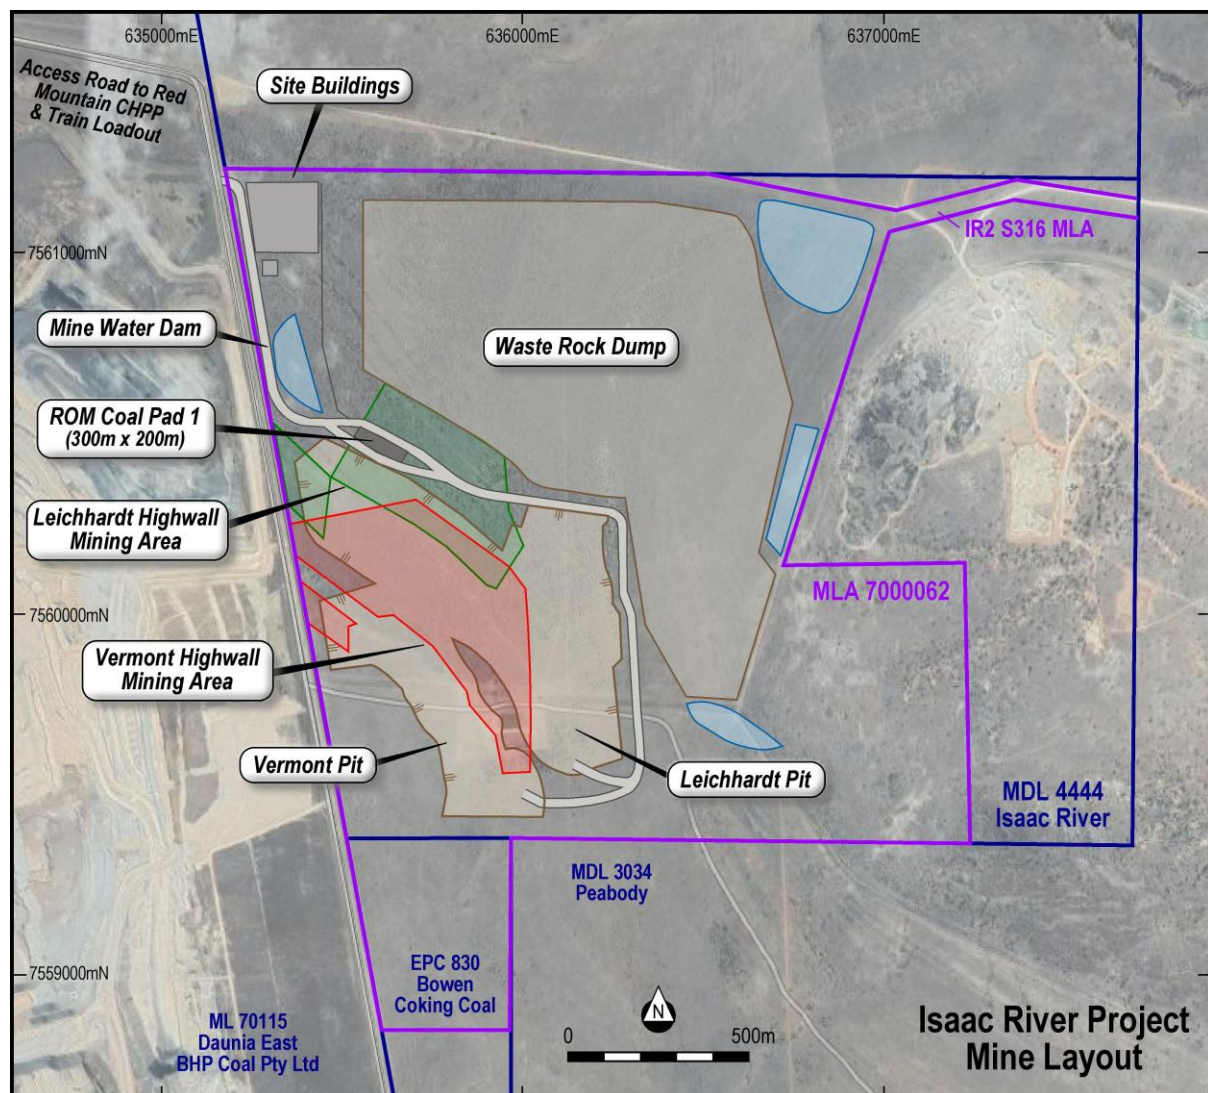 635000mE
636000mE
637000mE
Access Road to Red
Mountain CHPP
& Train Loadout
Site Buildings
IR2 S316 MLA
7561000mN
Mine Water Dam
Waste Rock Dump
ROM Coal Pad 1
(300m x 200m)
Leichhardt Highwall
Mining Area
MLA 7000062
7560000mN
Vermont Highwall
Mining Area
Vermont Pit
Leichhardt Pit
MDL 4444
Isaac River
MDL 3034
Peabody
EPC 830
Bowen
Coking Coal
7559000mN
ML 70115
Daunia East
BHP Coal Pty Ltd
N
0
500m
Isaac River Project
Mine Layout